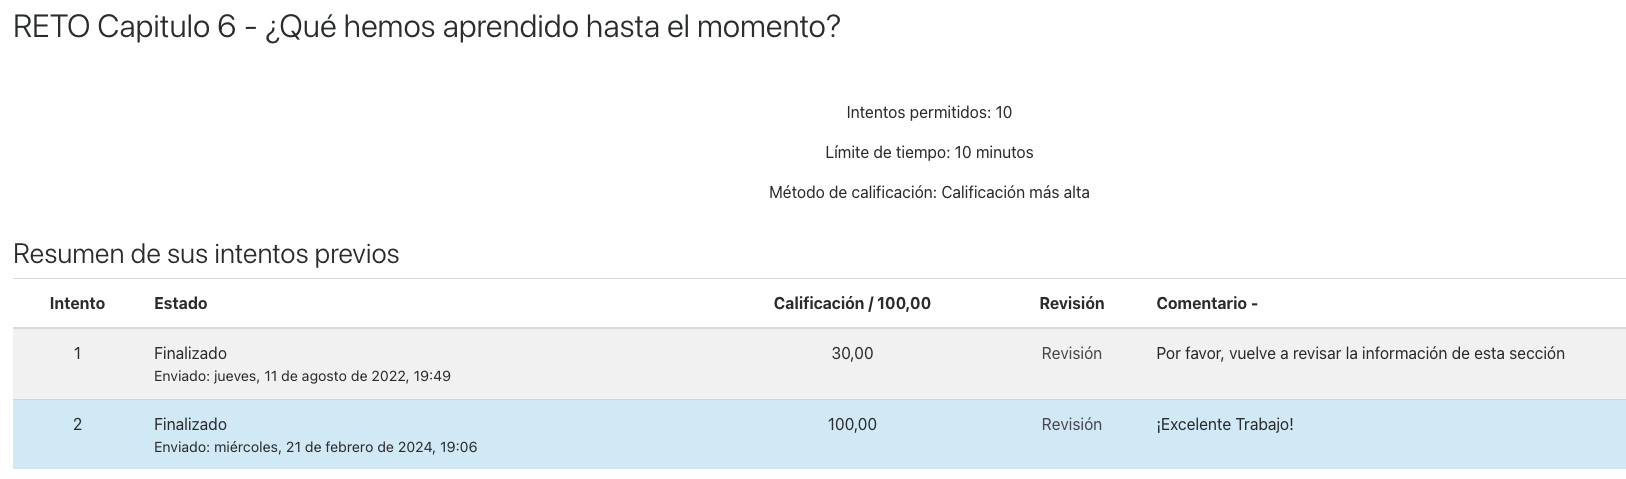 RETO Capitulo 6 - ¿Qué hemos aprendido hasta el momento?
Intentos permitidos: 10
Límite de tiempo: 10 minutos
Método de calificación: Calificación más alta
Resumen de sus intentos previos
Intento Estado Calificación / 100,00 Revisión Comentario -
1 Finalizado 30,00 Revisión Por favor, vuelve a revisar la información de esta sección
Enviado: jueves, 11 de agosto de 2022, 19:49
2 Finalizado 100,00 Revisión ¡Excelente Trabajo!
Enviado: miércoles, 21 de febrero de 2024, 19:06